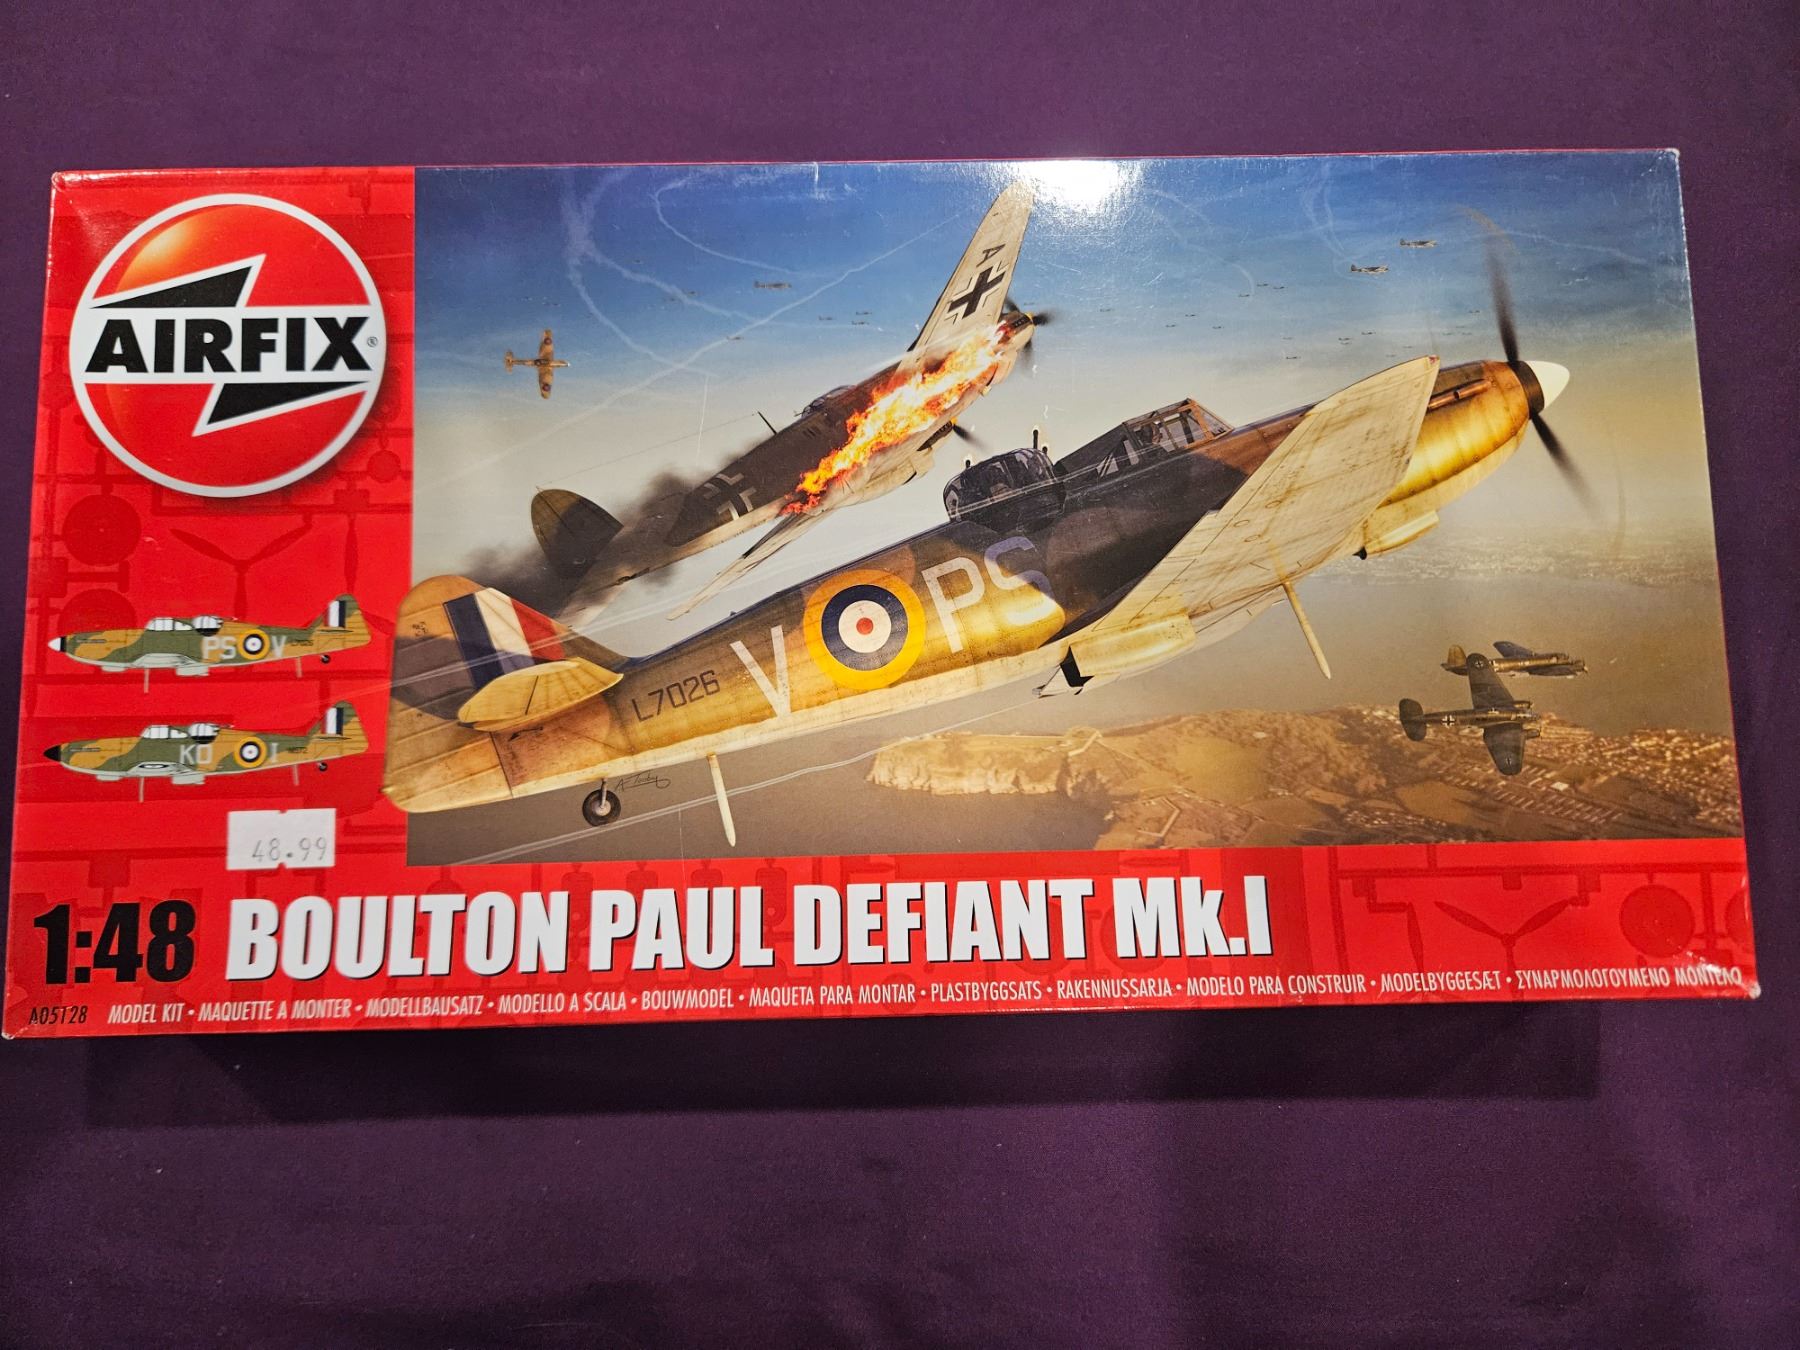 AIRFIX®
A
PS V
L7026
V PS
PS V
KO I
48.99
1:48 BOULTON PAUL DEFIANT Mk.I
A05128 MODEL KIT • MAQUETTE A MONTER • MODELLBAUSATZ • MODELLO A SCALA • BOUWMODEL • MAQUETA PARA MONTAR • PLASTBYGGSATS • RAKENNUSSARJA • MODELO PARA CONSTRUIR • MODELBYGGESÆT • ΣΥΝΑΡΜΟΛΟΓΟΥΜΕΝΟ ΜΟΝΤΕΛΟ